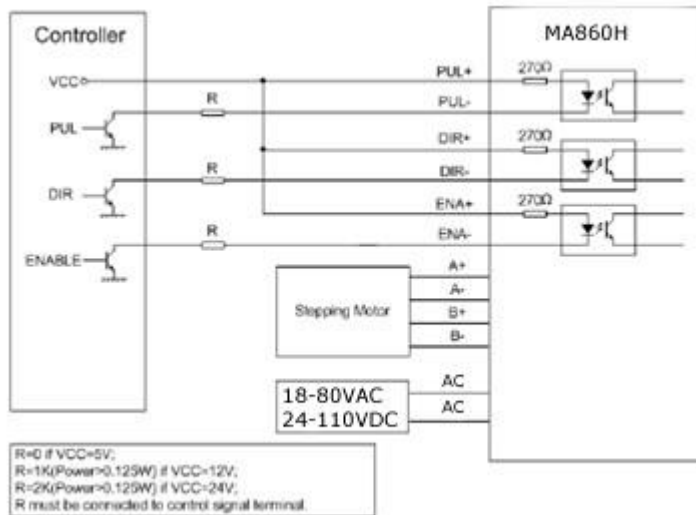 Controller
MA860H
VCC
PUL+
270Ω
R
PUL-
PUL
DIR+
270Ω
R
DIR-
DIR
ENA+
270Ω
R
ENA-
ENABLE
A+
A-
Stepping Motor
B+
B-
18-80VAC
24-110VDC
AC
AC
R=0 if VCC=5V;
R=1K(Power>0.125W) if VCC=12V;
R=2K(Power>0.125W) if VCC=24V;
R must be connected to control signal terminal.